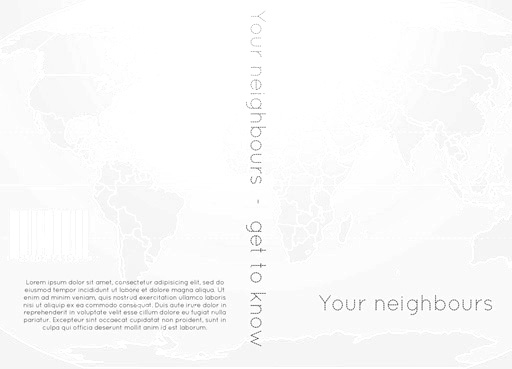 Your neighbours - get to know
Lorem ipsum dolor sit amet, consectetur adipisicing elit, sed do
eiusmod tempor incididunt ut labore et dolore magna aliqua. Ut
enim ad minim veniam, quis nostrud exercitation ullamco laboris
nisi ut aliquip ex ea commodo consequat. Duis aute irure dolor in
reprehenderit in voluptate velit esse cillum dolore eu fugiat nulla
pariatur. Excepteur sint occaecat cupidatat non proident, sunt in
culpa qui officia deserunt mollit anim id est laborum.
Your neighbours